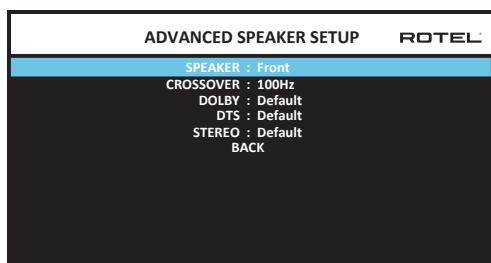 ADVANCED SPEAKER SETUP ROTEL
SPEAKER : Front
CROSSOVER : 100Hz
DOLBY : Default
DTS : Default
STEREO : Default
BACK